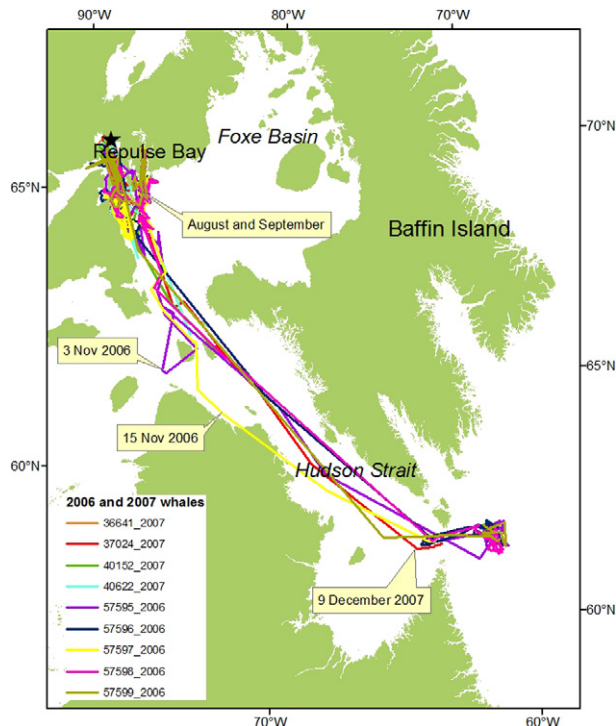 90°W
80°W
70°W
70°N
Foxe Basin
Repulse Bay
65°N
August and September
Baffin Island
3 Nov 2006
65°N
15 Nov 2006
60°N
Hudson Strait
2006 and 2007 whales
36641_2007
37024_2007
40152_2007
40622_2007
57595_2006
57596_2006
57597_2006
57598_2006
57599_2006
9 December 2007
60°N
70°W
60°W